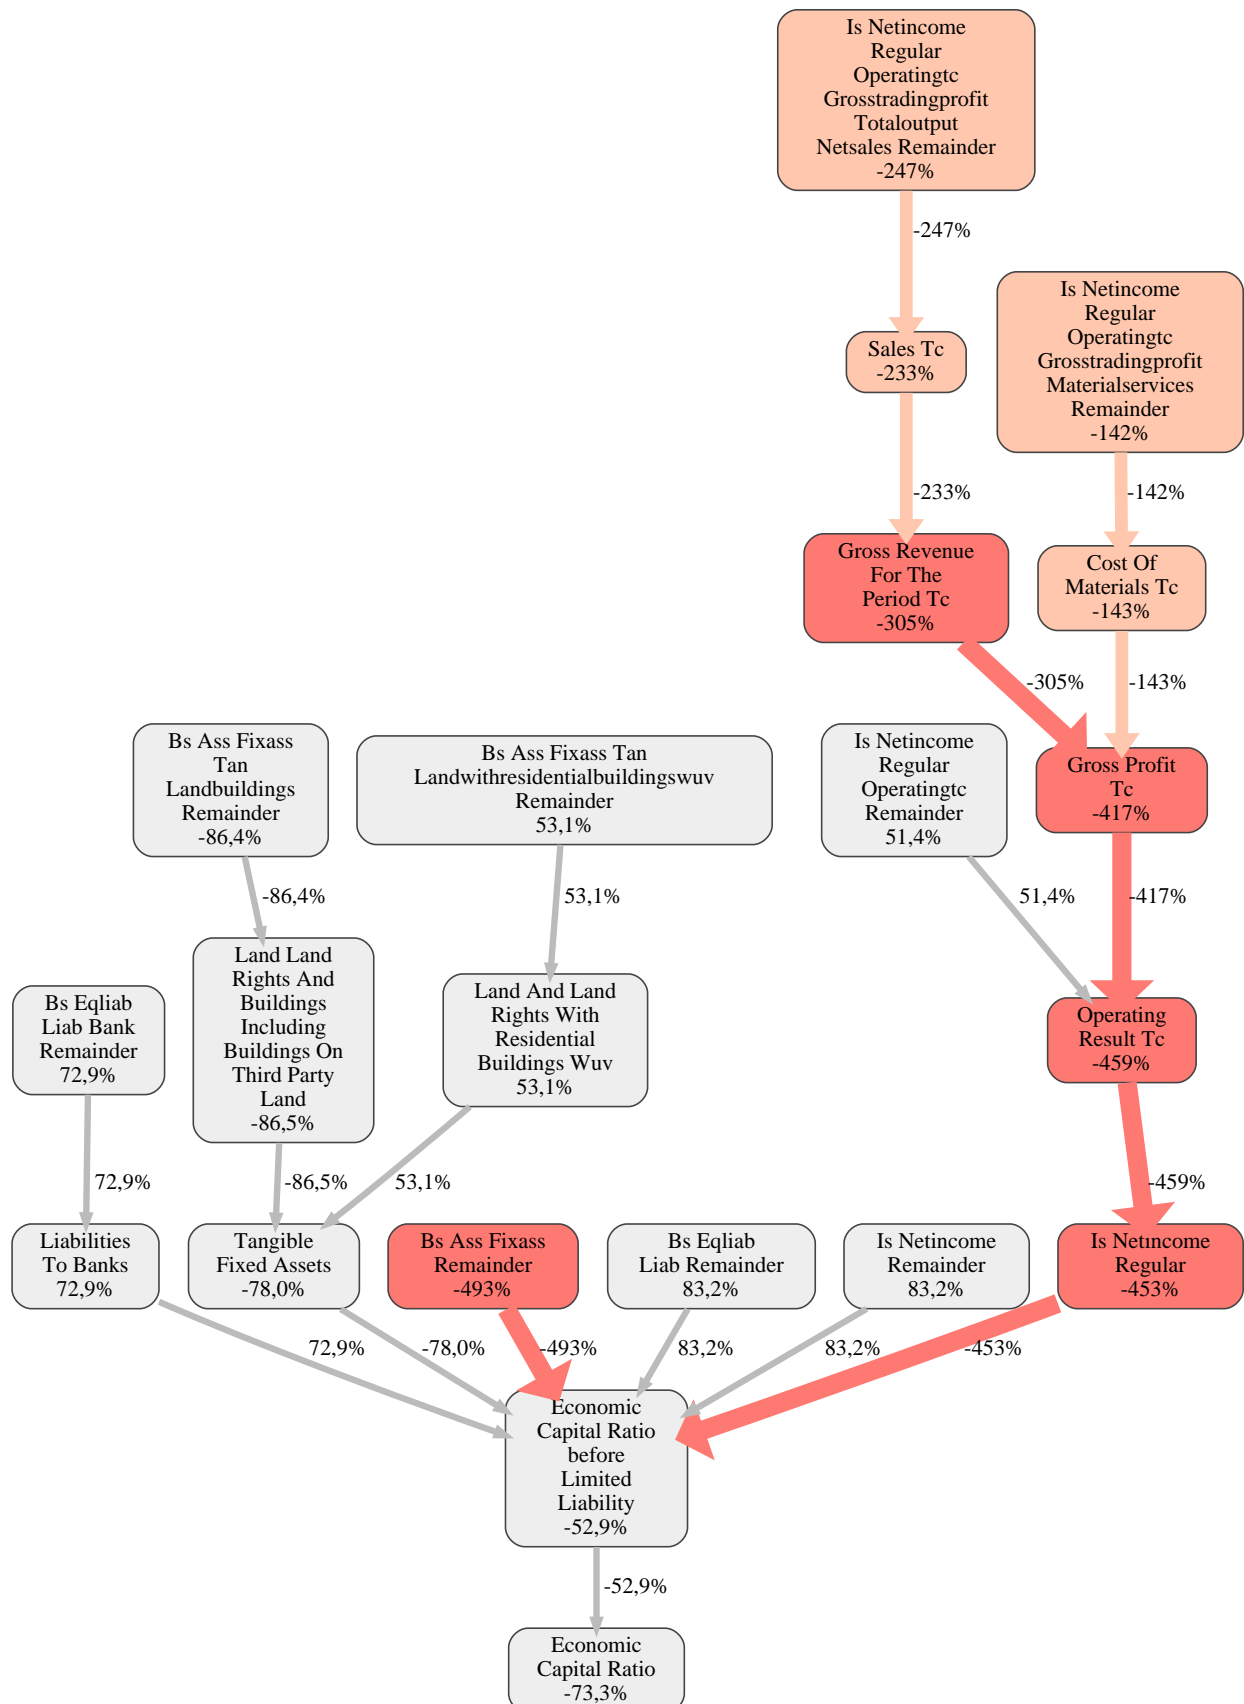 Is Netincome
Regular
Operatingtc
Grosstradingprofit
Totaloutput
Netsales Remainder
-247%
-247%
Is Netincome
Regular
Operatingtc
Grosstradingprofit
Materialservices
Remainder
-142%
Sales Tc
-233%
-233%
-142%
Gross Revenue
For The
Period Tc
-305%
Cost Of
Materials Tc
-143%
-305%
-143%
Bs Ass Fixass
Tan
Landbuildings
Remainder
-86,4%
Bs Ass Fixass Tan
Landwithresidentialbuildingswuv
Remainder
53,1%
Is Netincome
Regular
Operatingtc
Remainder
51,4%
Gross Profit
Tc
-417%
-86,4%
53,1%
51,4%
-417%
Bs Eqliab
Liab Bank
Remainder
72,9%
Land Land
Rights And
Buildings
Including
Buildings On
Third Party
Land
-86,5%
Land And Land
Rights With
Residential
Buildings Wuv
53,1%
Operating
Result Tc
-459%
72,9%
-86,5%
53,1%
-459%
Liabilities
To Banks
72,9%
Tangible
Fixed Assets
-78,0%
Bs Ass Fixass
Remainder
-493%
Bs Eqliab
Liab Remainder
83,2%
Is Netincome
Remainder
83,2%
Is Netincome
Regular
-453%
72,9%
-78,0%
-493%
83,2%
83,2%
-453%
Economic
Capital Ratio
before
Limited
Liability
-52,9%
-52,9%
Economic
Capital Ratio
-73,3%